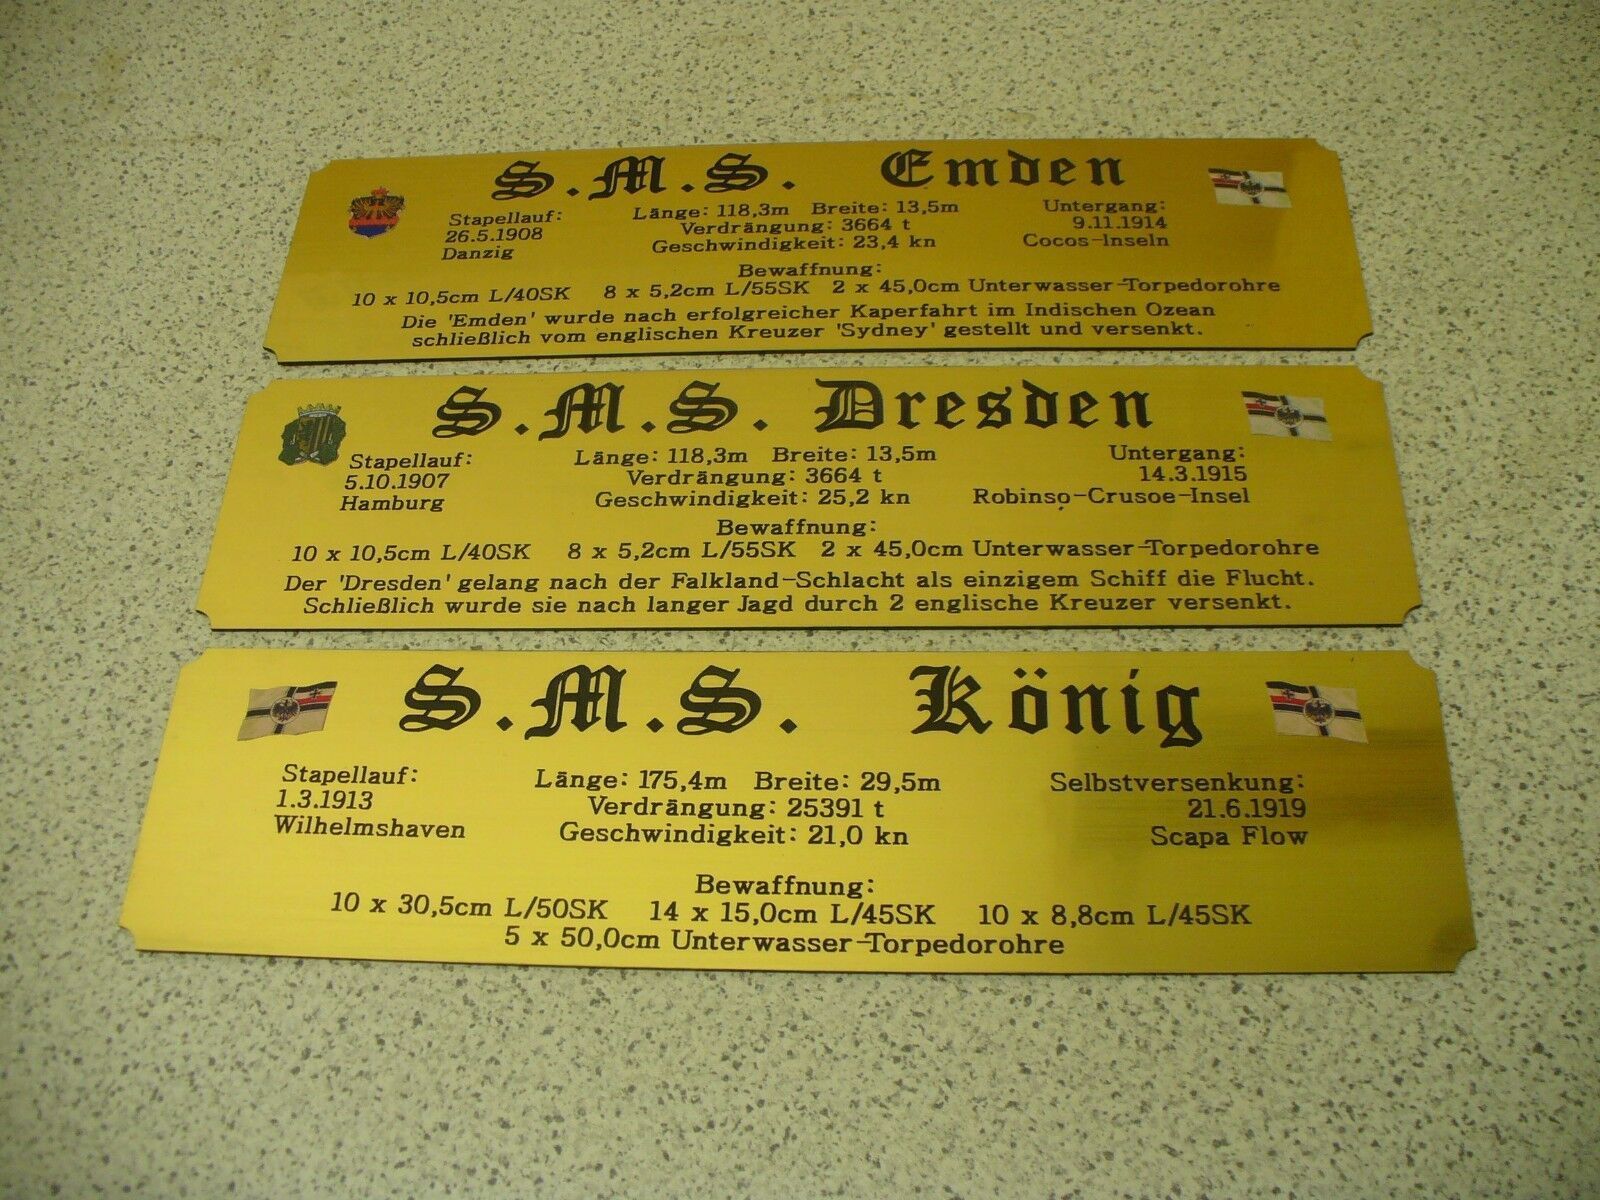 S.M.S. Emden
Stapellauf:
26.5.1908
Danzig
Länge: 118,3m Breite: 13,5m
Verdrängung: 3664 t
Geschwindigkeit: 23,4 kn
Untergang:
9.11.1914
Cocos-Inseln
Bewaffnung:
10 x 10,5cm L/40SK 8 x 5,2cm L/55SK 2 x 45,0cm Unterwasser-Torpedorohre
Die 'Emden' wurde nach erfolgreicher Kaperfahrt im Indischen Ozean
schließlich vom englischen Kreuzer 'Sydney' gestellt und versenkt.
S.M.S. Dresden
Stapellauf:
5.10.1907
Hamburg
Länge: 118,3m Breite: 13,5m
Verdrängung: 3664 t
Geschwindigkeit: 25,2 kn
Untergang:
14.3.1915
Robinso-Crusoe-Insel
Bewaffnung:
10 x 10,5cm L/40SK 8 x 5,2cm L/55SK 2 x 45,0cm Unterwasser-Torpedorohre
Der 'Dresden' gelang nach der Falkland-Schlacht als einzigem Schiff die Flucht.
Schließlich wurde sie nach langer Jagd durch 2 englische Kreuzer versenkt.
S.M.S. König
Stapellauf:
1.3.1913
Wilhelmshaven
Länge: 175,4m Breite: 29,5m
Verdrängung: 25391 t
Geschwindigkeit: 21,0 kn
Selbstversenkung:
21.6.1919
Scapa Flow
Bewaffnung:
10 x 30,5cm L/50SK 14 x 15,0cm L/45SK 10 x 8,8cm L/45SK
5 x 50,0cm Unterwasser-Torpedorohre